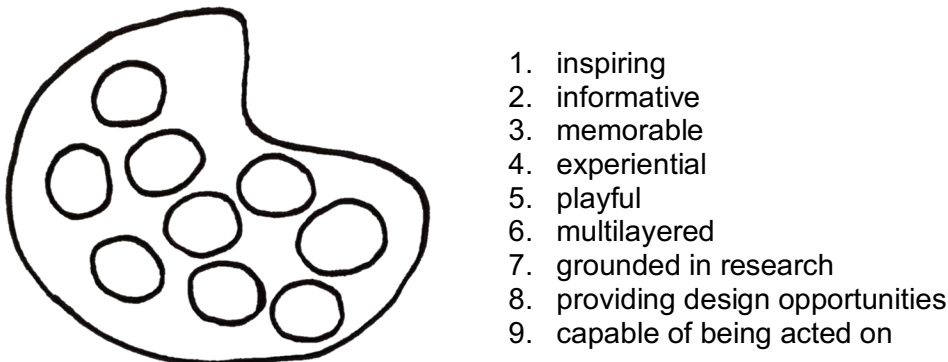 1. inspiring
2. informative
3. memorable
4. experiential
5. playful
6. multilayered
7. grounded in research
8. providing design opportunities
9. capable of being acted on